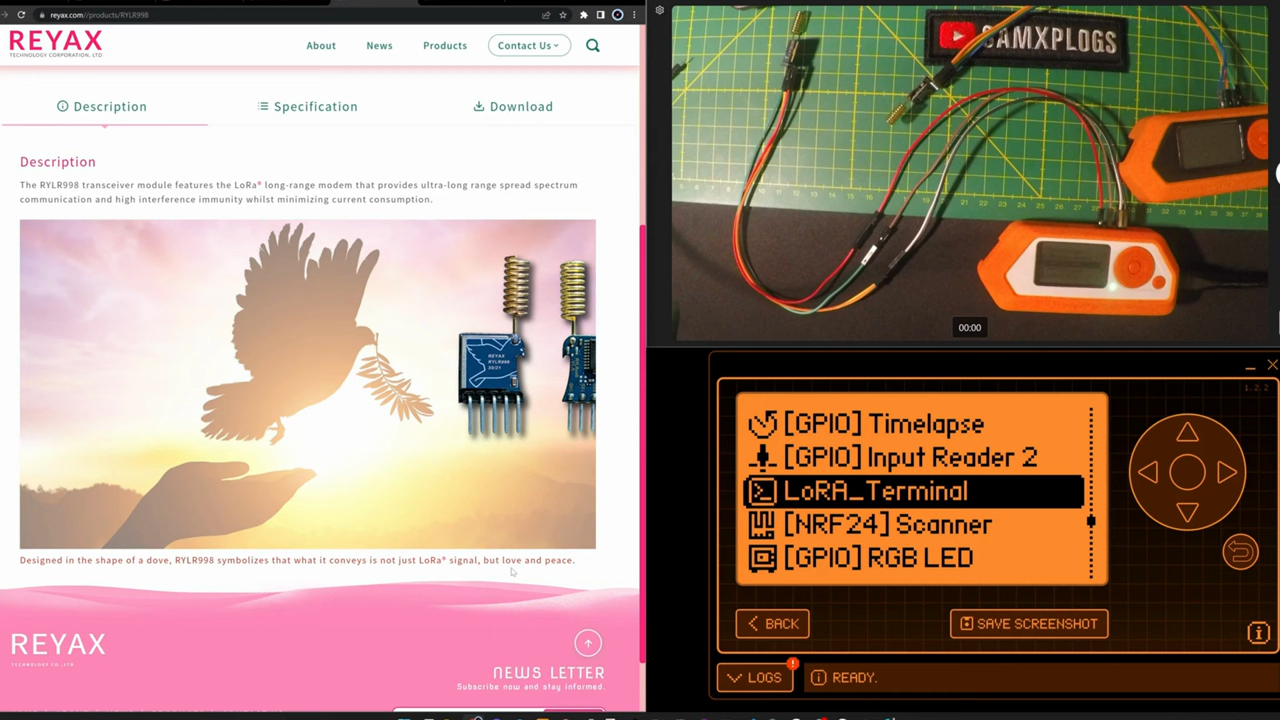 reyax.com//products/RYLR998
REYAX
TECHNOLOGY CORPORATION, LTD
About
News
Products
Contact Us
Description
Specification
Download
Description
The RYLR998 transceiver module features the LoRa® long-range modem that provides ultra-long range spread spectrum
communication and high interference immunity whilst minimizing current consumption.
REYAX
RYLR998
Designed in the shape of a dove, RYLR998 symbolizes that what it conveys is not just LoRa® signal, but love and peace.
REYAX
TECHNOLOGY CO.,LTD.
NEWS LETTER
Subscribe now and stay informed.
SAMXPLOGS
00:00
1.2.2
[GPIO] Timelapse
[GPIO] Input Reader 2
LoRA_Terminal
[NRF24] Scanner
[GPIO] RGB LED
BACK
SAVE SCREENSHOT
LOGS
READY.